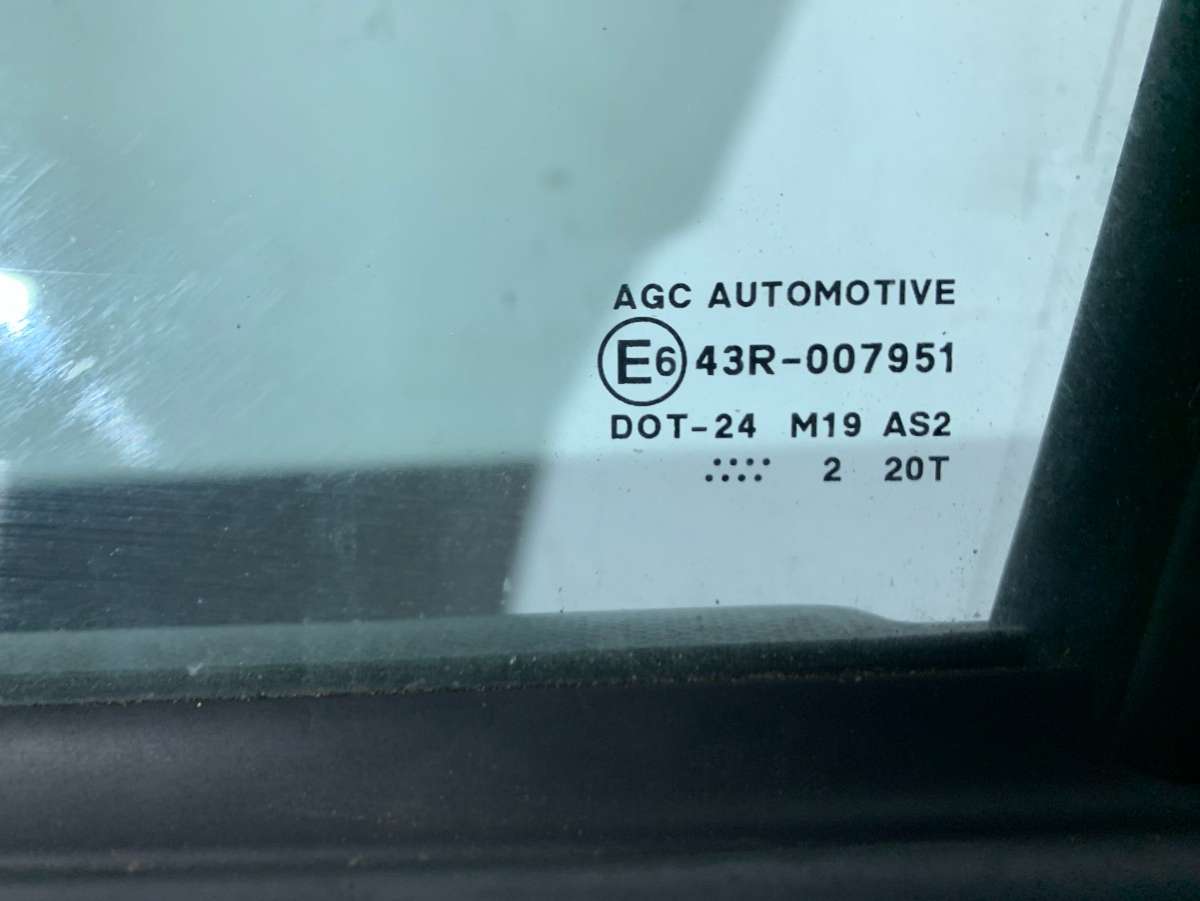 AGC AUTOMOTIVE
E6 43R-007951
DOT-24 M19 AS2
2 20T